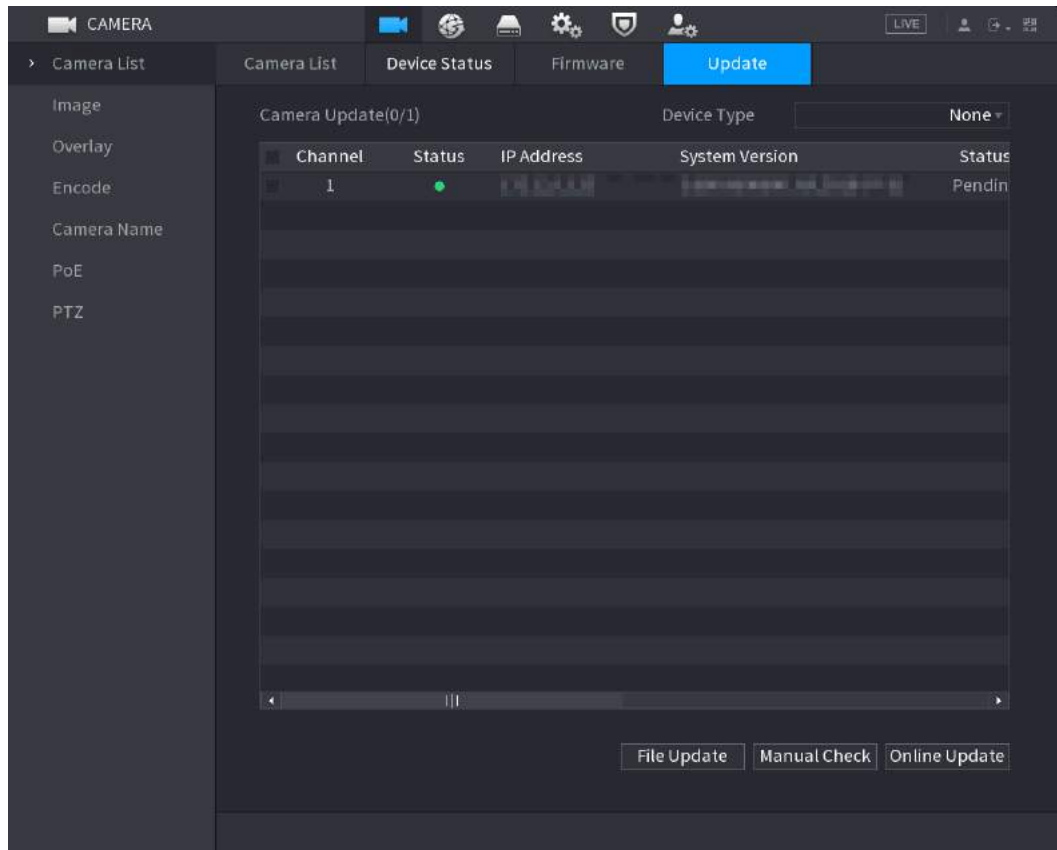 CAMERA LIVE
Camera List
Image
Overlay
Encode
Camera Name
PoE
PTZ
Camera List Device Status Firmware Update
Camera Update(0/1) Device Type None
Channel Status IP Address System Version Status
1 Pendin
File Update Manual Check Online Update